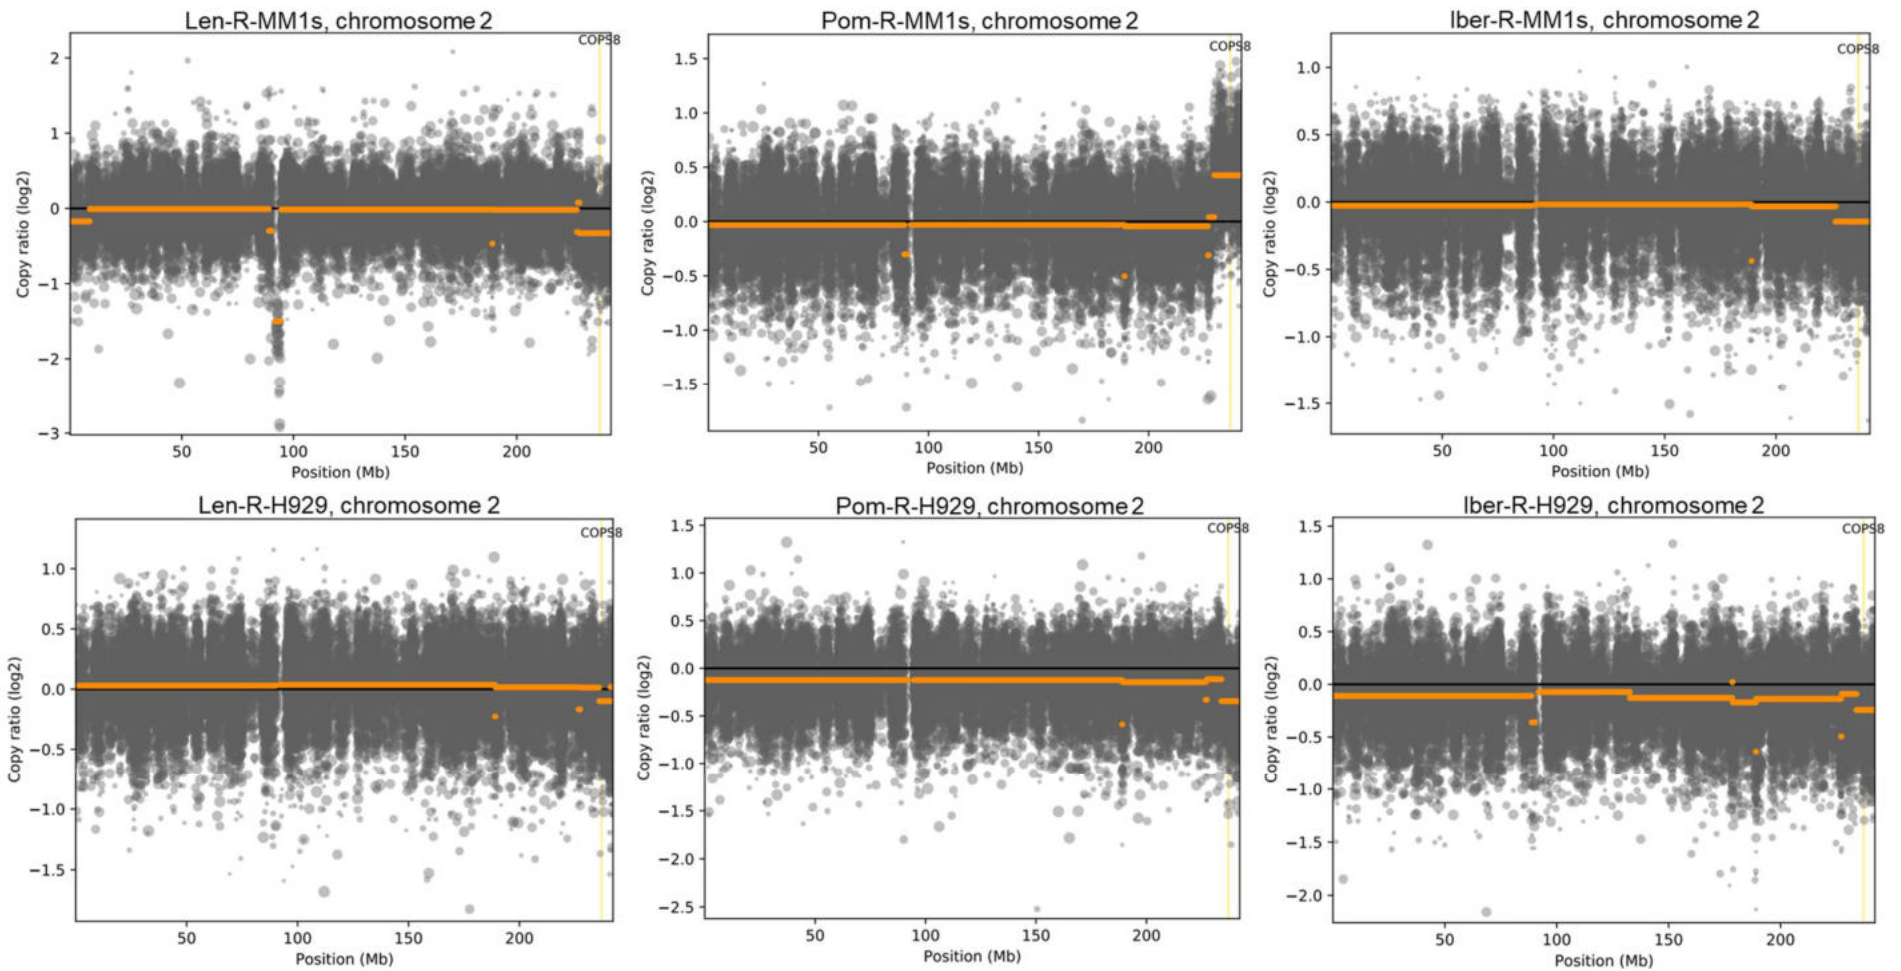 Len-R-MM1s, chromosome 2
COPS8
Copy ratio (log2)
2
1
0
−1
−2
−3
50
100
150
200
Position (Mb)
Pom-R-MM1s, chromosome 2
COPS8
Copy ratio (log2)
1.5
1.0
0.5
0.0
−0.5
−1.0
−1.5
50
100
150
200
Position (Mb)
Iber-R-MM1s, chromosome 2
COPS8
Copy ratio (log2)
1.0
0.5
0.0
−0.5
−1.0
−1.5
50
100
150
200
Position (Mb)
Len-R-H929, chromosome 2
COPS8
Copy ratio (log2)
1.0
0.5
0.0
−0.5
−1.0
−1.5
50
100
150
200
Position (Mb)
Pom-R-H929, chromosome 2
COPS8
Copy ratio (log2)
1.5
1.0
0.5
0.0
−0.5
−1.0
−1.5
−2.0
−2.5
50
100
150
200
Position (Mb)
Iber-R-H929, chromosome 2
COPS8
Copy ratio (log2)
1.5
1.0
0.5
0.0
−0.5
−1.0
−1.5
−2.0
50
100
150
200
Position (Mb)